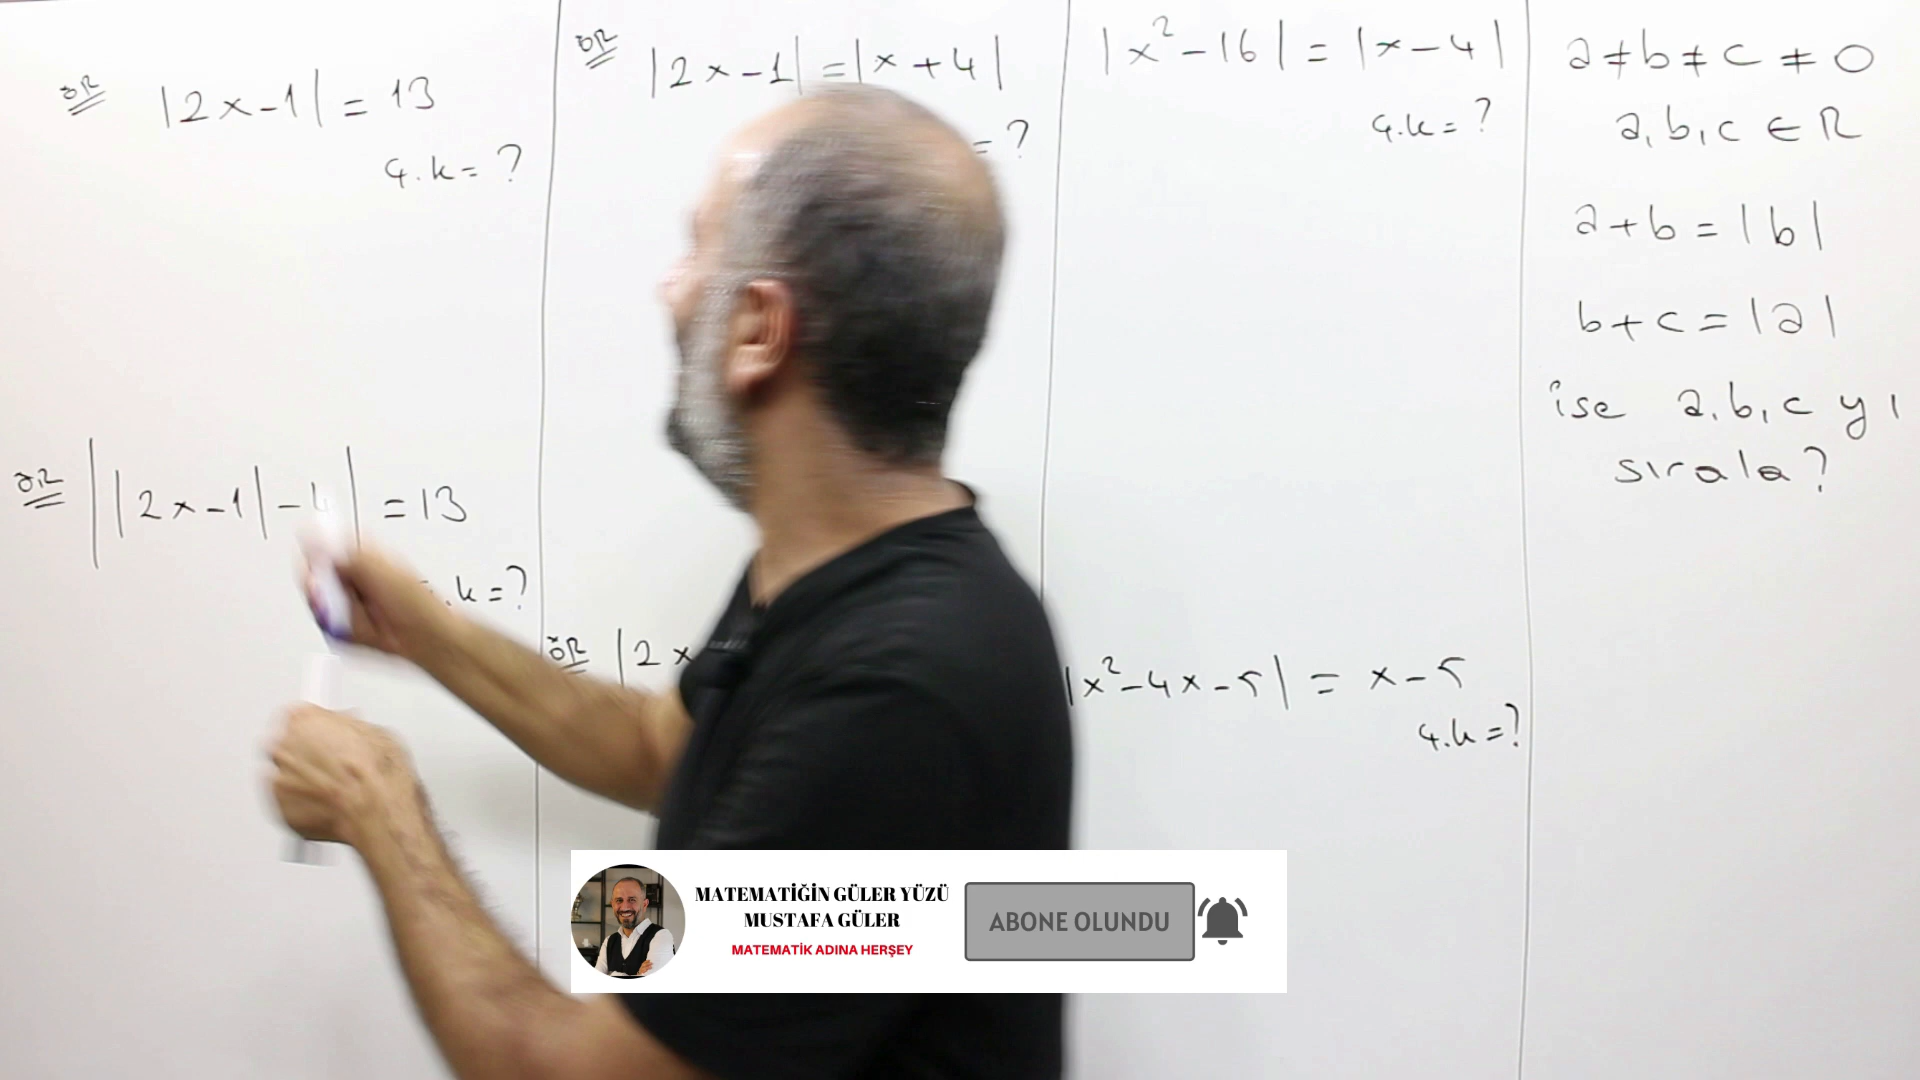 ÖR |2x-1| = 13
Ç.k = ?
ÖR ||2x-1|-4| = 13
.k = ?
ÖR |2x-1| = |x+4|
= ?
ÖR |2x
|x²-16| = |x-4|
Ç.k = ?
|x²-4x-5| = x-5
Ç.k = ?
a ≠ b ≠ c ≠ 0
a, b, c ∈ R
a+b = |b|
b+c = |a|
ise a, b, c yı
sırala?
MATEMATİĞİN GÜLER YÜZÜ
MUSTAFA GÜLER
MATEMATİK ADINA HERŞEY
ABONE OLUNDU